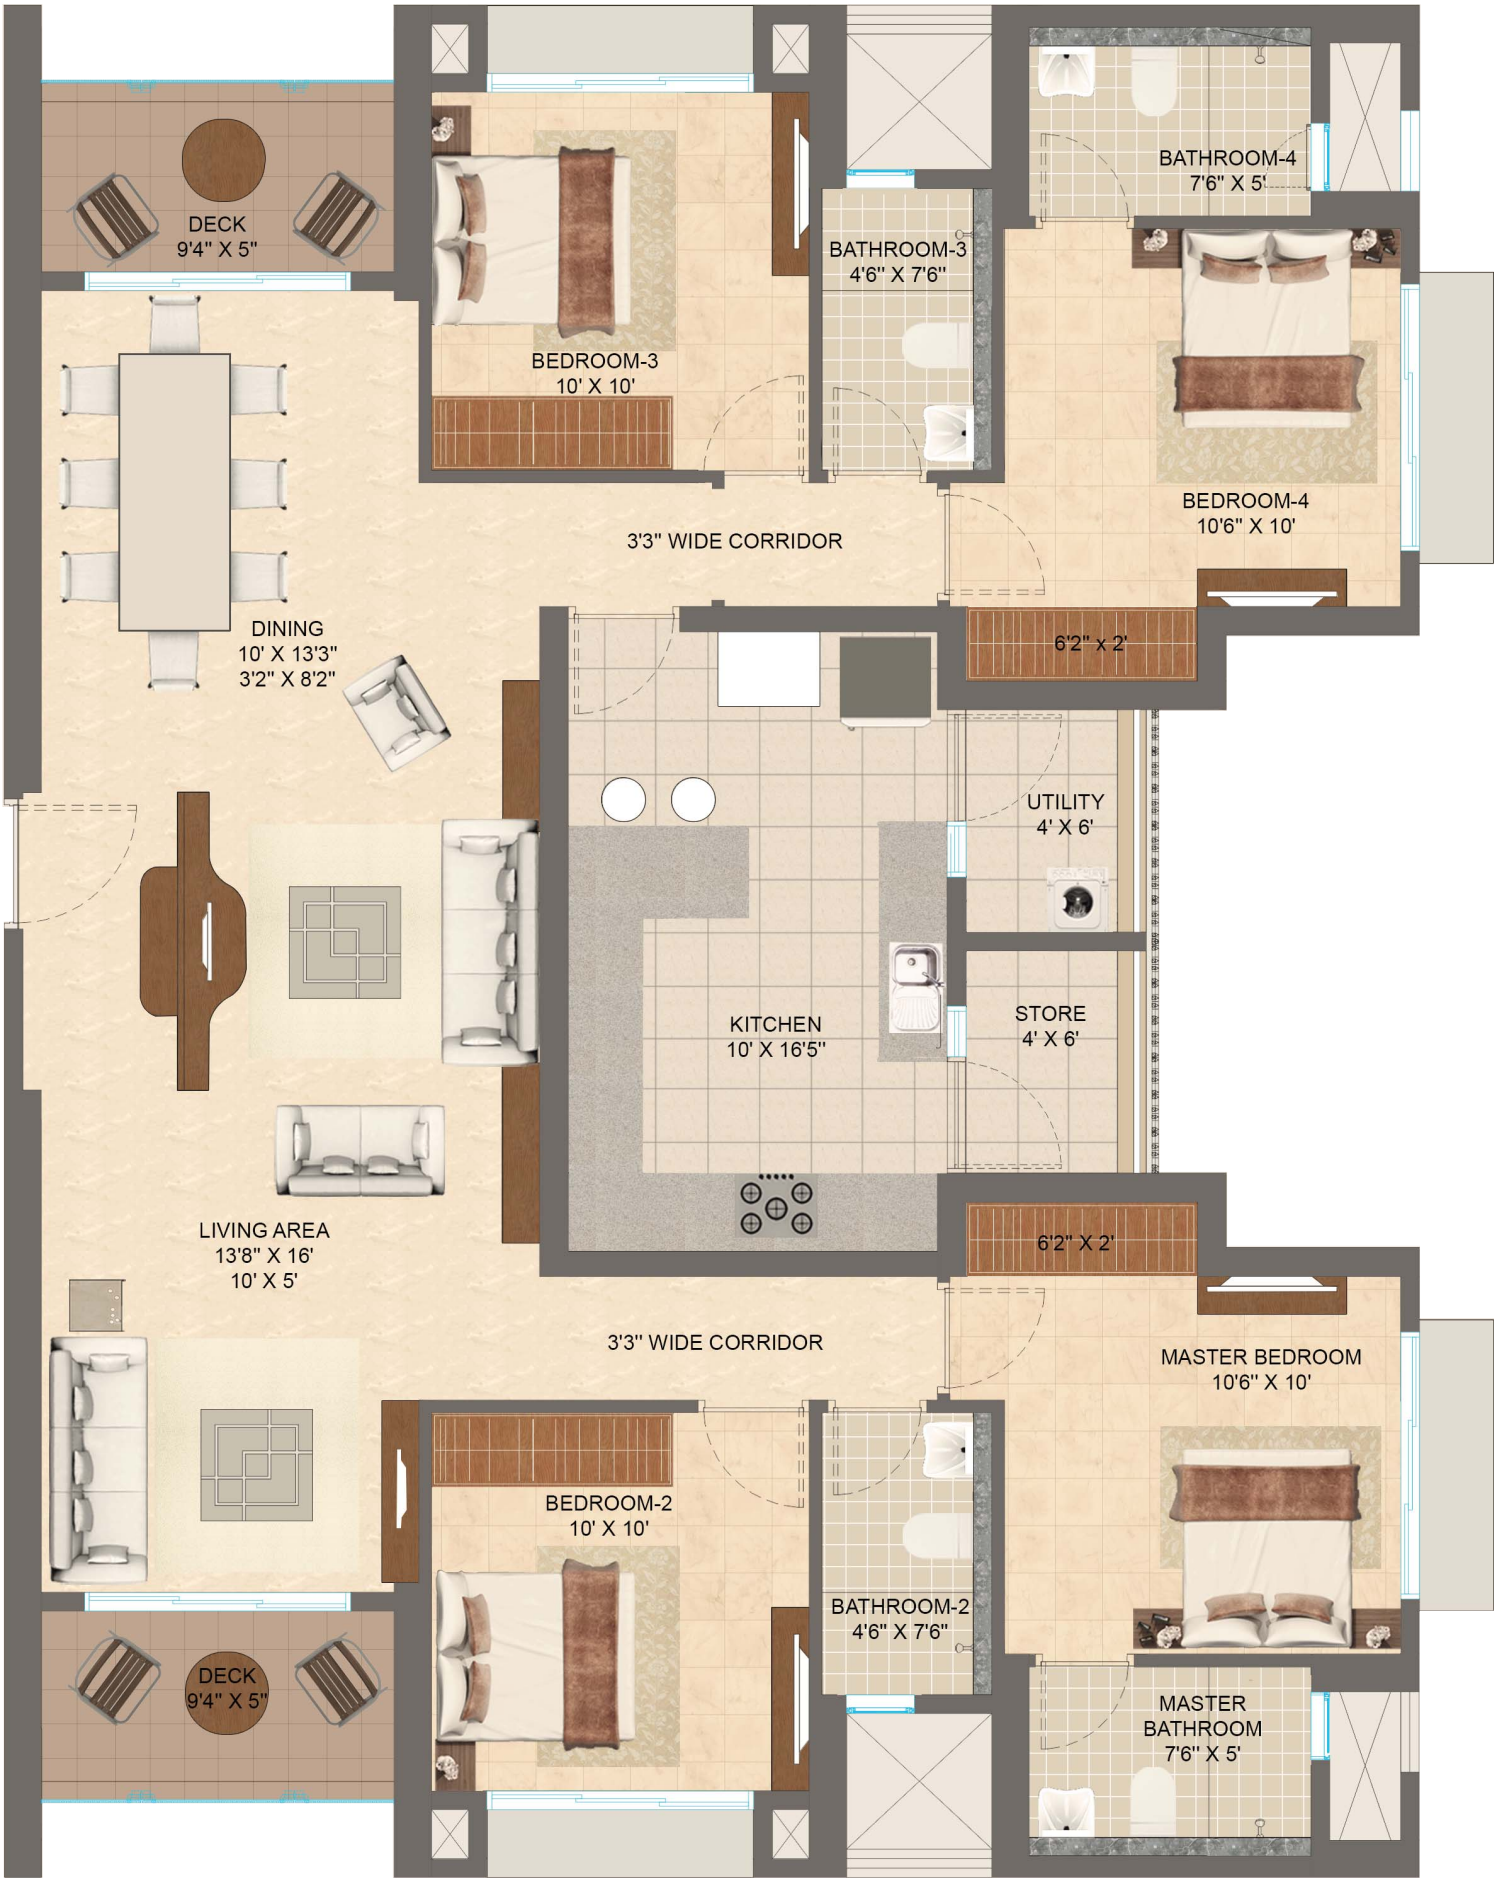 DECK
9'4" X 5"
BEDROOM-3
10' X 10'
BATHROOM-3
4'6" X 7'6"
BATHROOM-4
7'6" X 5'
BEDROOM-4
10'6" X 10'
3'3" WIDE CORRIDOR
DINING
10' X 13'3"
3'2" X 8'2"
6'2" x 2'
UTILITY
4' X 6'
STORE
4' X 6'
KITCHEN
10' X 16'5"
LIVING AREA
13'8" X 16'
10' X 5'
6'2" X 2'
3'3" WIDE CORRIDOR
MASTER BEDROOM
10'6" X 10'
BEDROOM-2
10' X 10'
BATHROOM-2
4'6" X 7'6"
DECK
9'4" X 5"
MASTER
BATHROOM
7'6" X 5'